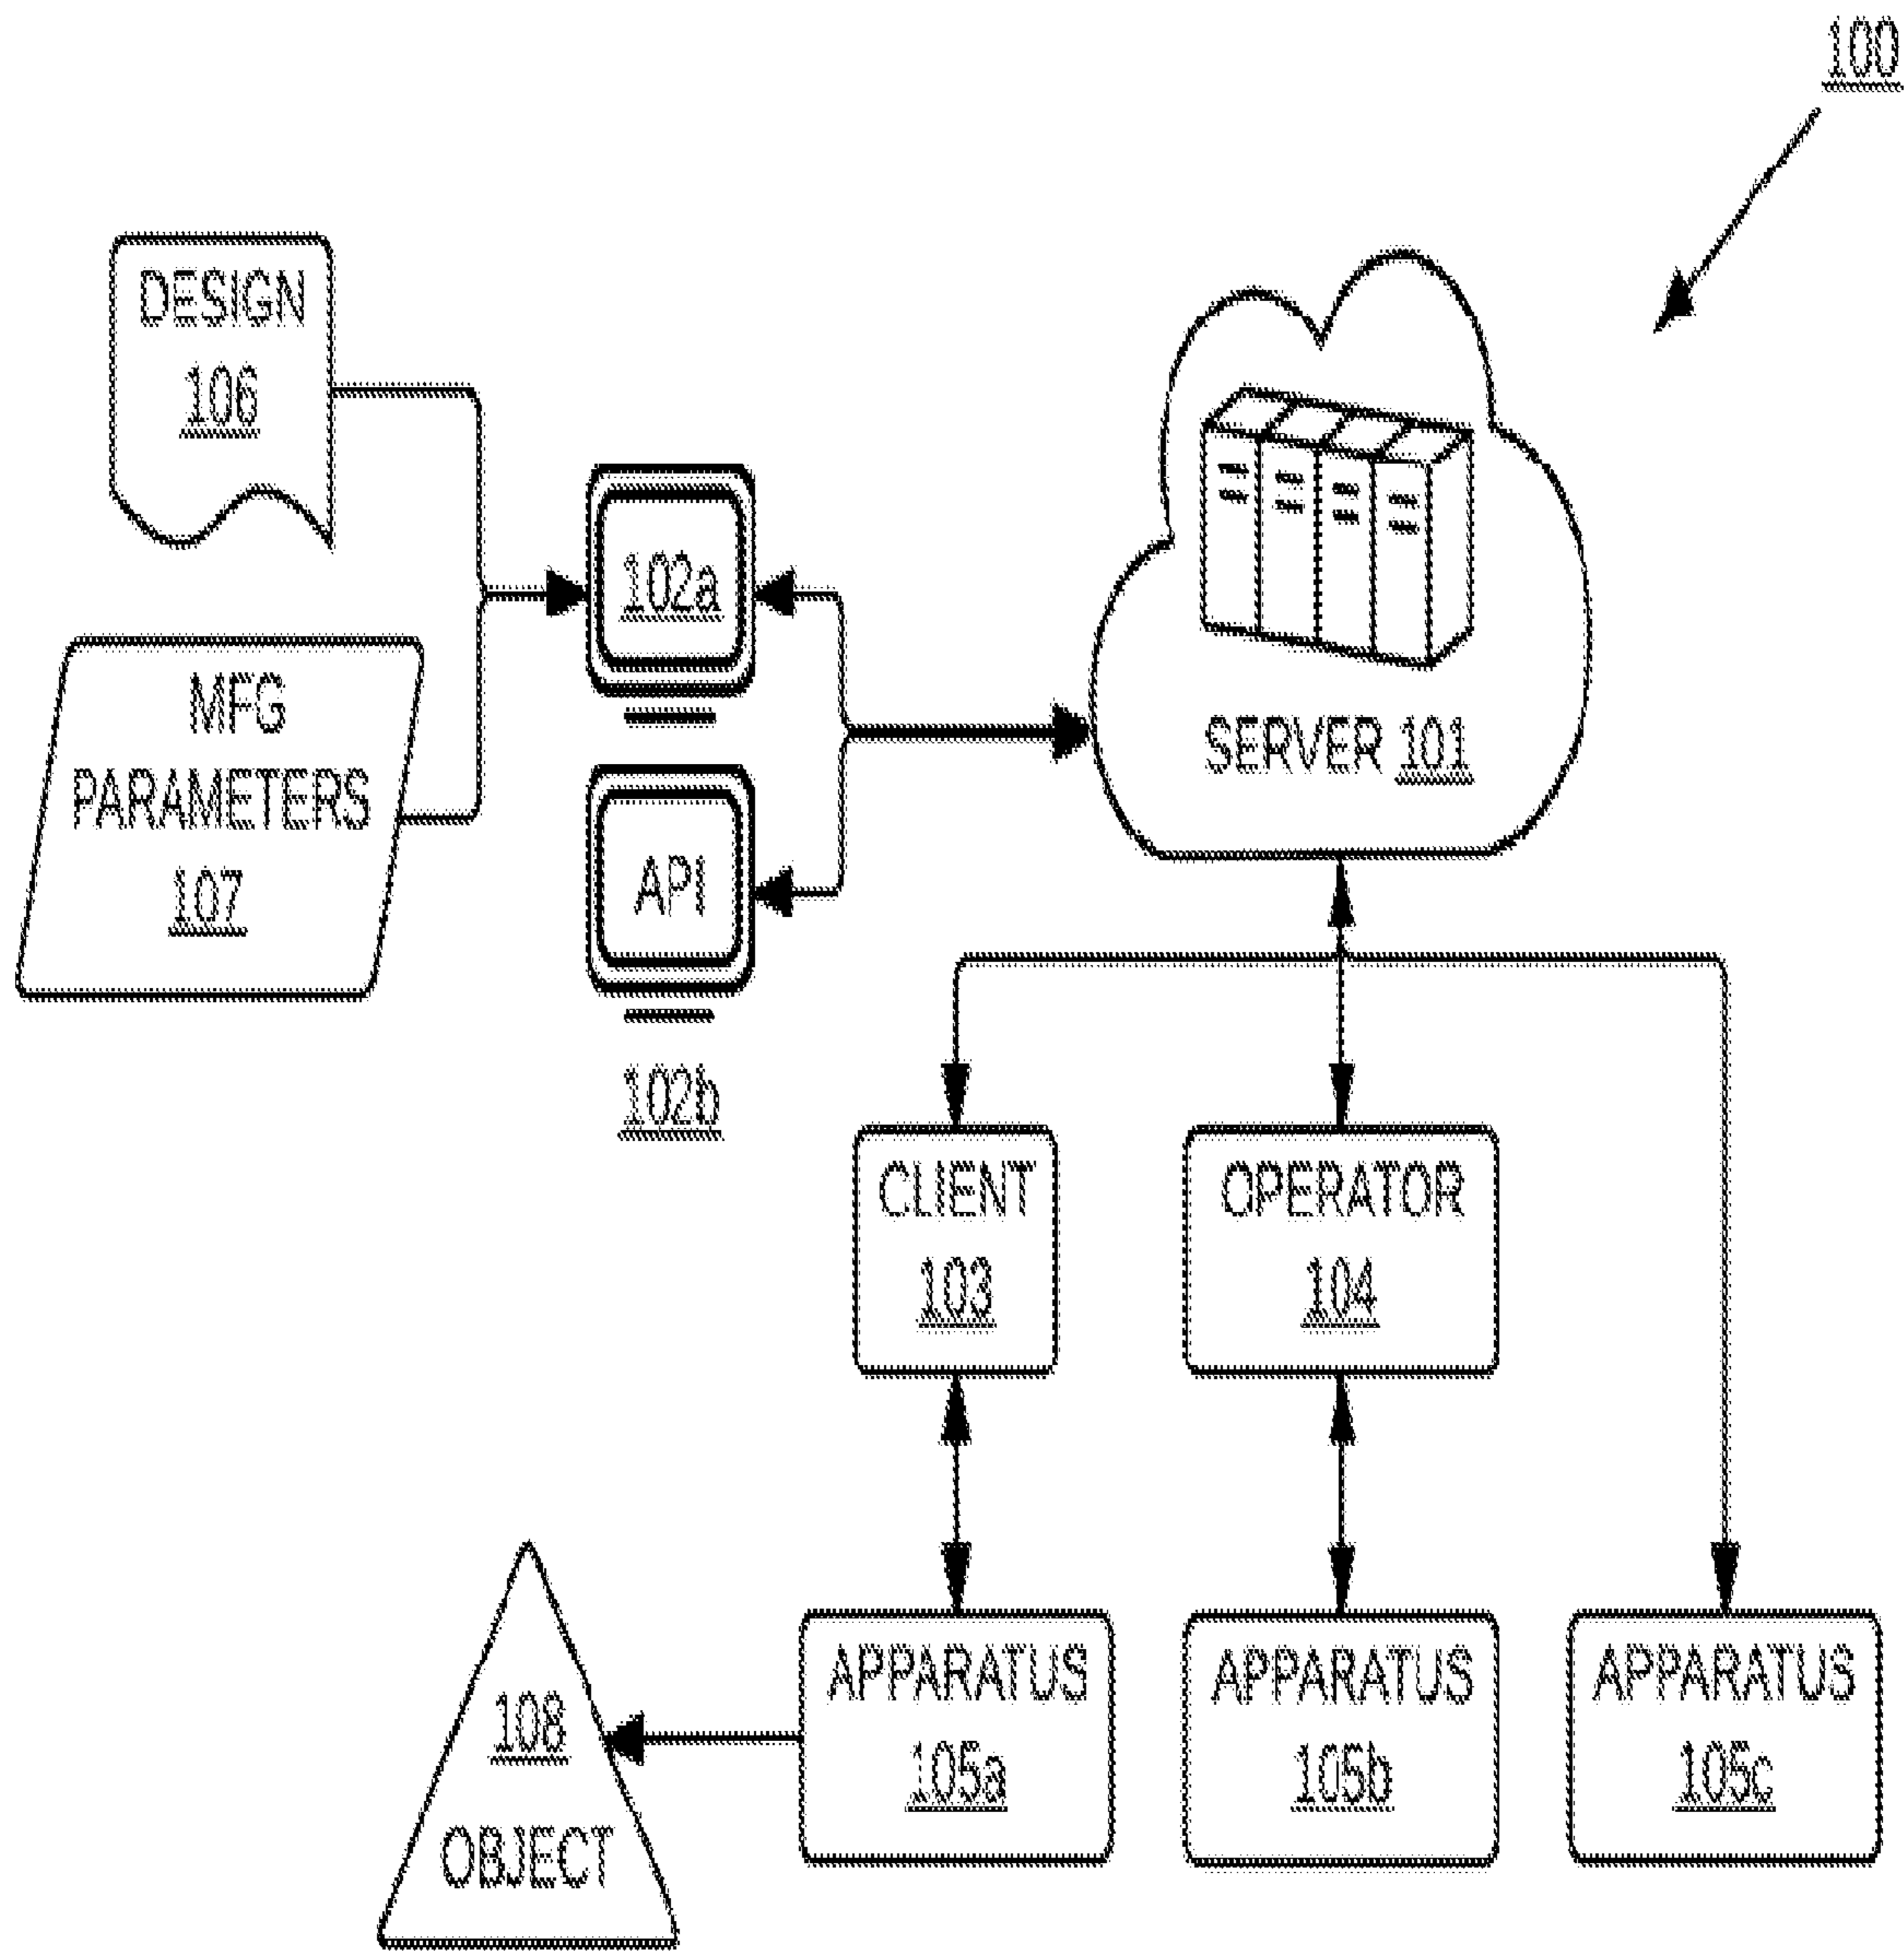 100
DESIGN
106
102a
MFG
PARAMETERS
107
SERVER 101
API
102b
CLIENT
103
OPERATOR
104
APPARATUS
105a
APPARATUS
105b
APPARATUS
105c
108
OBJECT